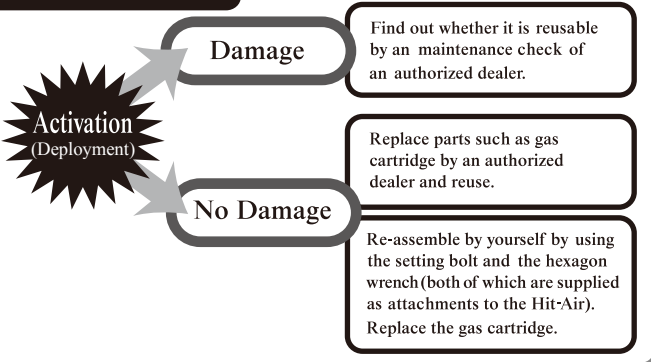 Activation
(Deployment)
Damage
Find out whether it is reusable
by an maintenance check of
an authorized dealer.
No Damage
Replace parts such as gas
cartridge by an authorized
dealer and reuse.
Re-assemble by yourself by using
the setting bolt and the hexagon
wrench(both of which are supplied
as attachments to the Hit-Air).
Replace the gas cartridge.